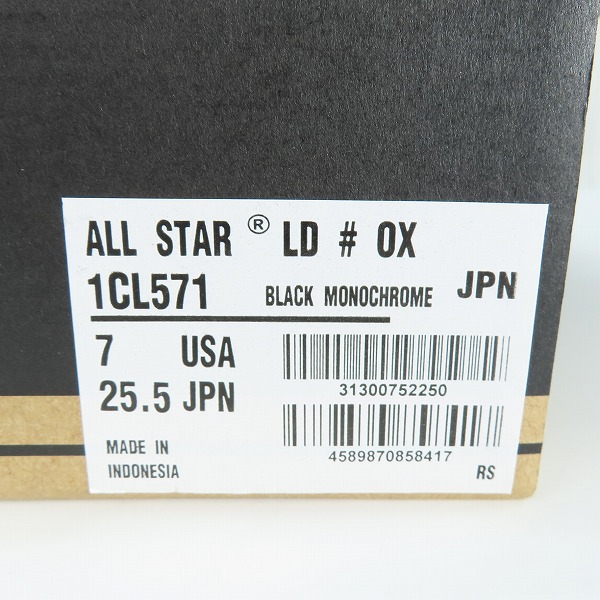 ALL STAR ® LD # OX
1CL571 BLACK MONOCHROME JPN
7 USA
25.5 JPN
31300752250
MADE IN
INDONESIA
4589870858417
RS